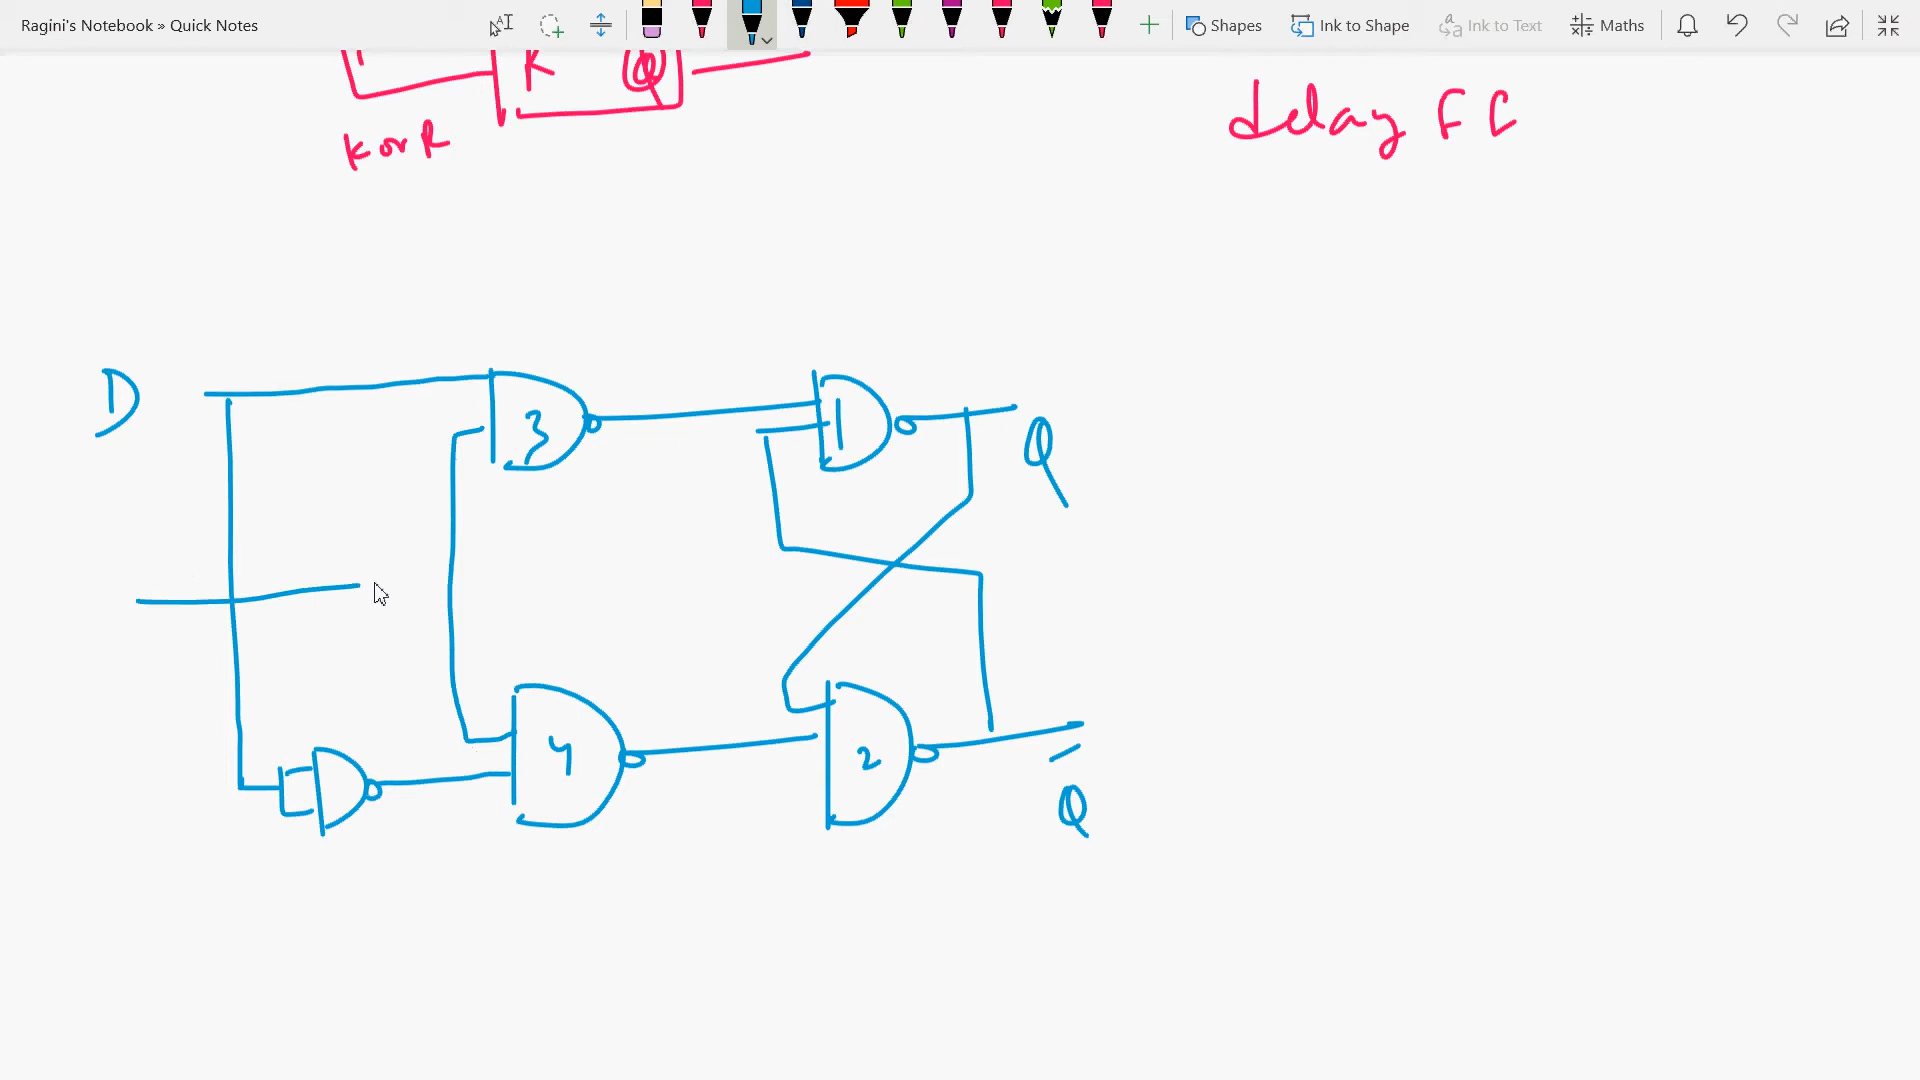 Ragini's Notebook » Quick Notes
Shapes
Ink to Shape
Ink to Text
Maths
K Q
K or R
delay FF
D
3
1
Q
4
2
Q